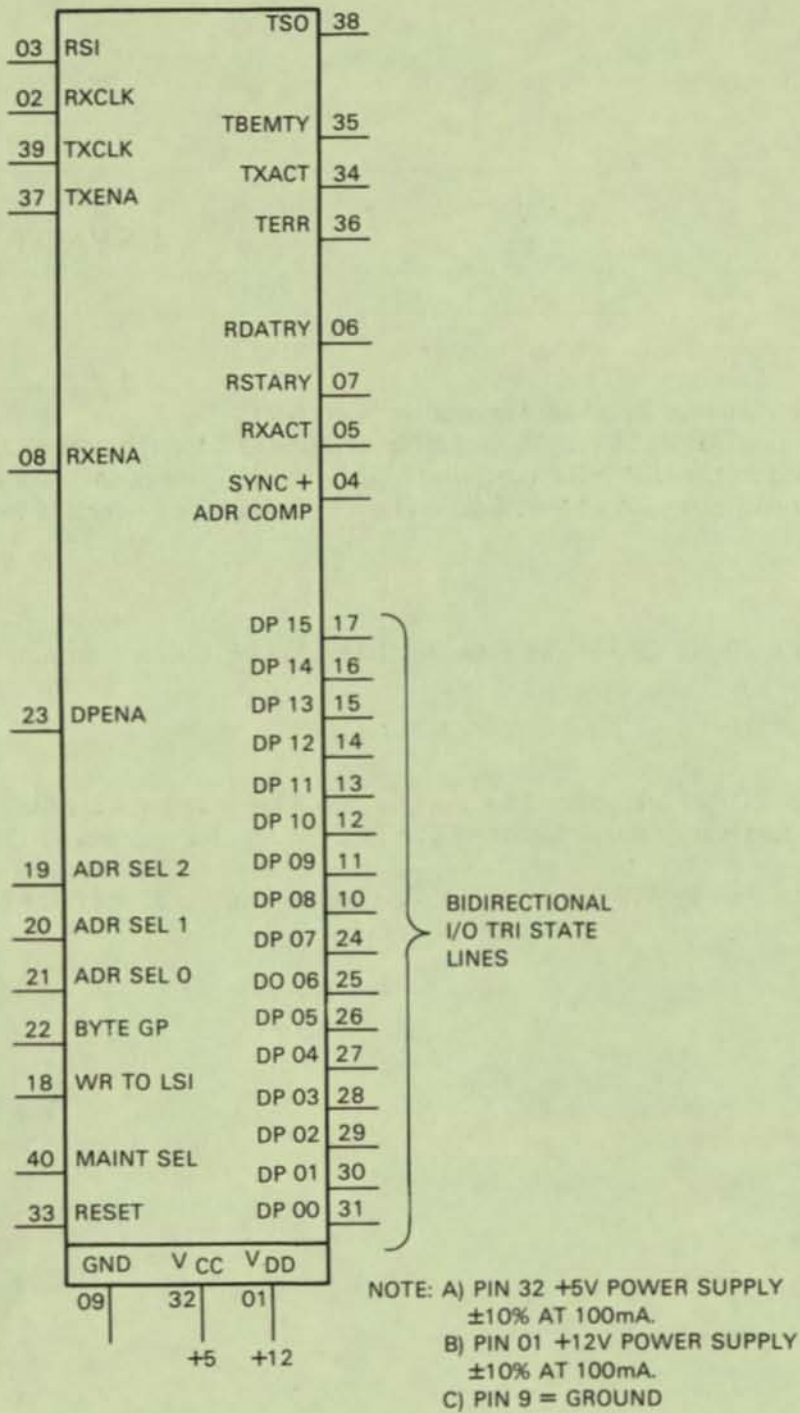 TSO 38
03 RSI
02 RXCLK
TBEMTY 35
39 TXCLK
TXACT 34
37 TXENA
TERR 36
RDATRY 06
RSTARY 07
RXACT 05
08 RXENA
SYNC + 04
ADR COMP
DP 15 17
DP 14 16
DP 13 15
23 DPENA
DP 12 14
DP 11 13
DP 10 12
19 ADR SEL 2
DP 09 11
DP 08 10
20 ADR SEL 1
DP 07 24
21 ADR SEL 0
DO 06 25
22 BYTE GP
DP 05 26
DP 04 27
18 WR TO LSI
DP 03 28
DP 02 29
40 MAINT SEL
DP 01 30
33 RESET
DP 00 31
BIDIRECTIONAL
I/O TRI STATE
LINES
GND VCC VDD
09 32 01
+5 +12
NOTE: A) PIN 32 +5V POWER SUPPLY
±10% AT 100mA.
B) PIN 01 +12V POWER SUPPLY
±10% AT 100mA.
C) PIN 9 = GROUND